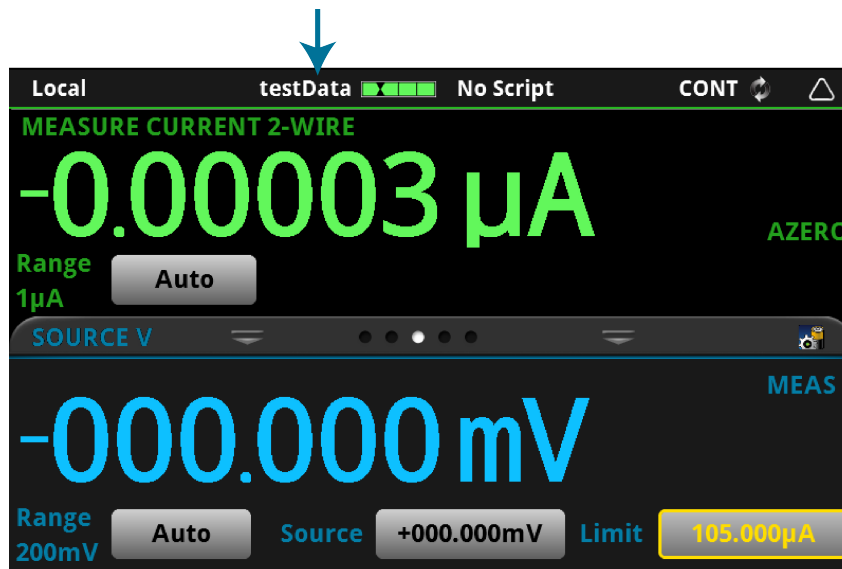 Local testData No Script CONT
MEASURE CURRENT 2-WIRE
-0.00003 µA
AZERO
Range
1µA
Auto
SOURCE V
MEAS
-000.000 mV
Range
200mV
Auto
Source
+000.000mV
Limit
105.000µA